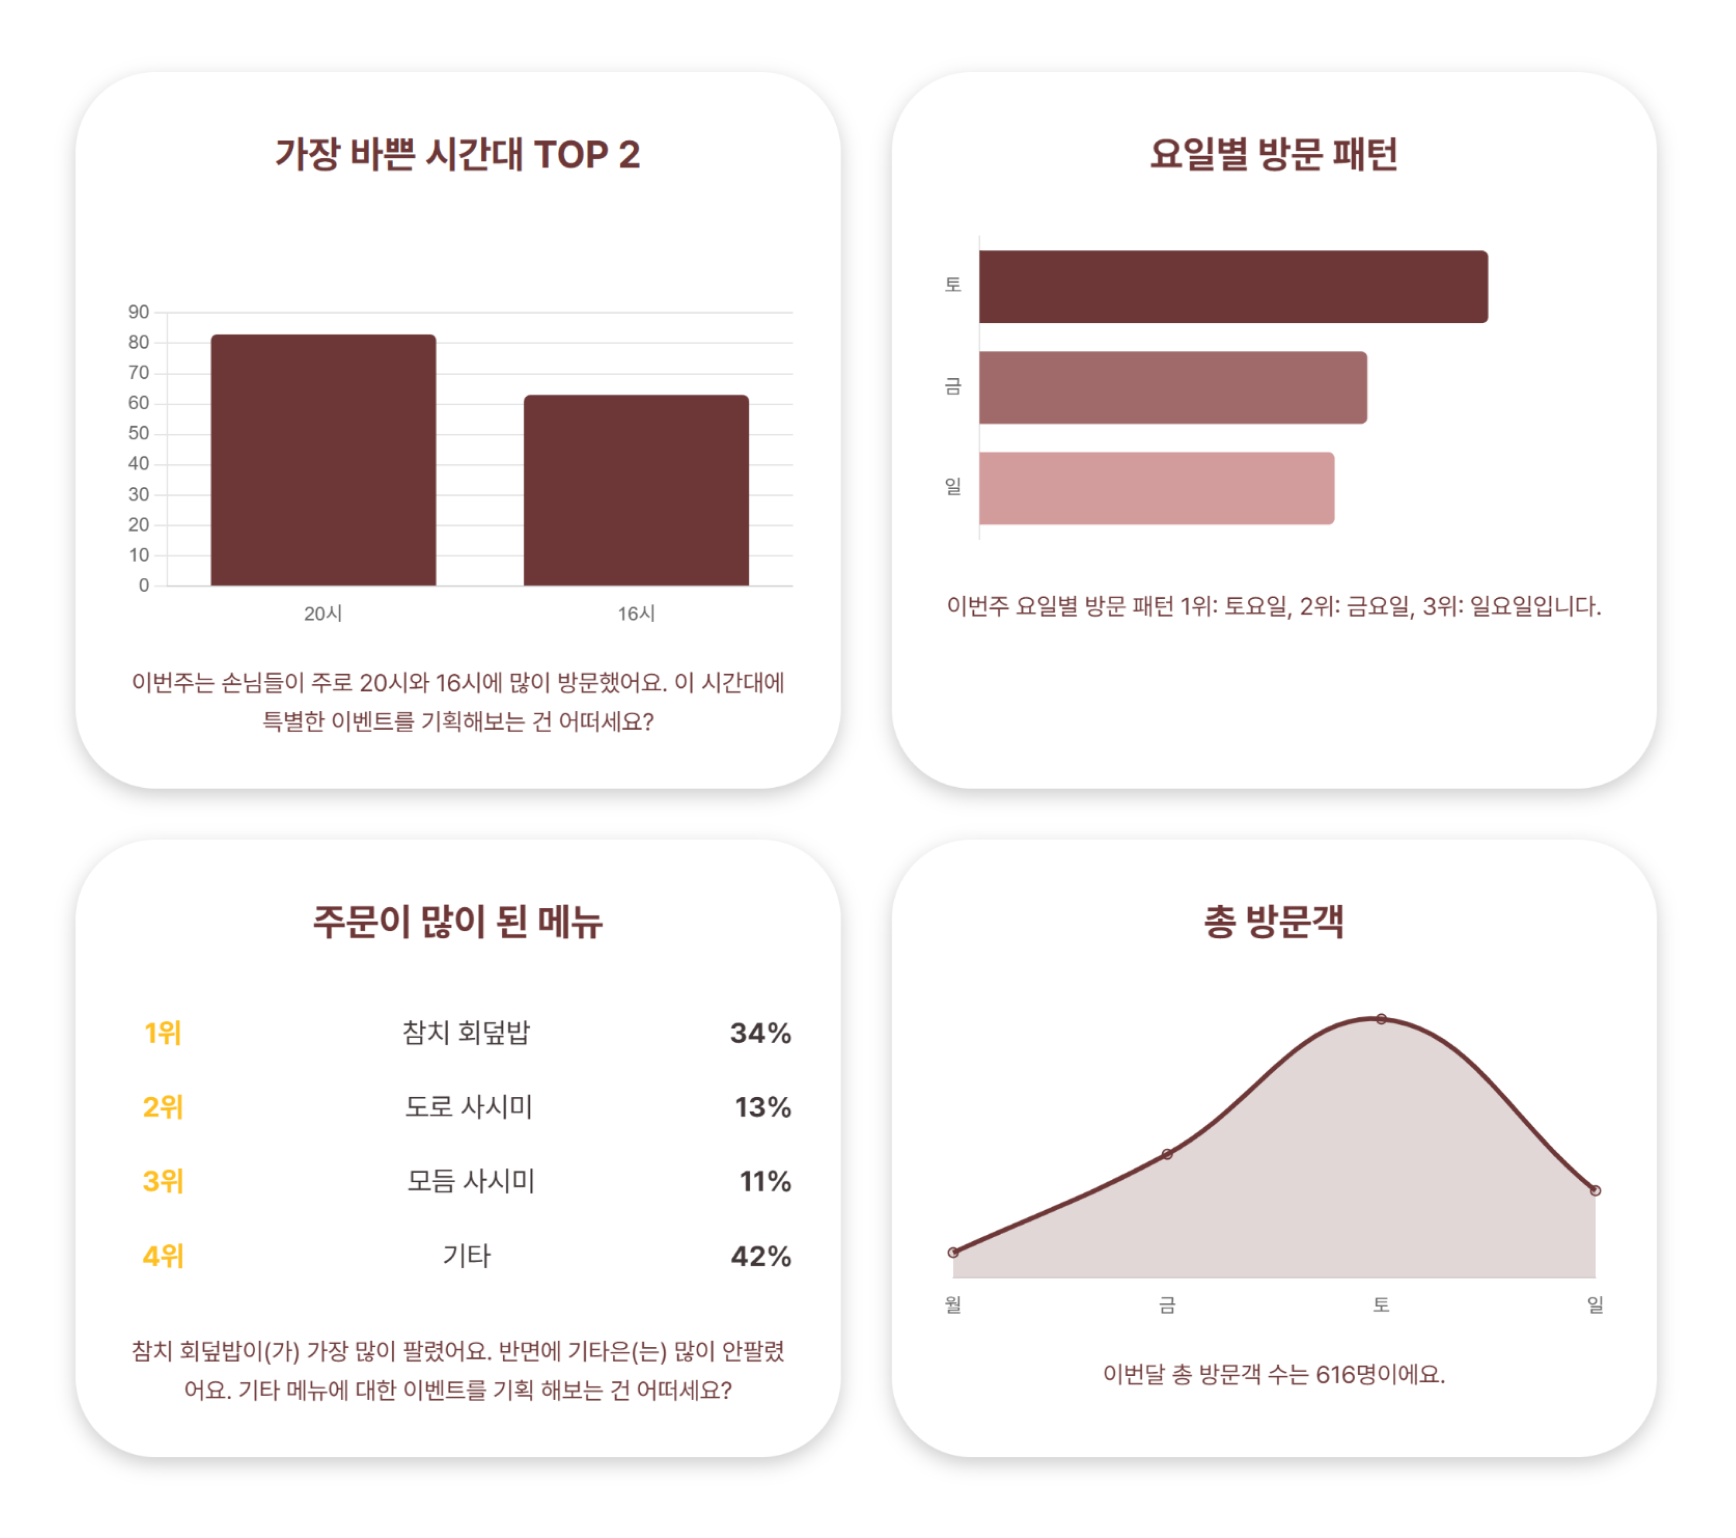 가장 바쁜 시간대 TOP 2
90
80
70
60
50
40
30
20
10
0
20시
16시
이번주는 손님들이 주로 20시와 16시에 많이 방문했어요. 이 시간대에
특별한 이벤트를 기획해보는 건 어떠세요?
요일별 방문 패턴
토
금
일
이번주 요일별 방문 패턴 1위: 토요일, 2위: 금요일, 3위: 일요일입니다.
주문이 많이 된 메뉴
1위 참치 회덮밥 34%
2위 도로 사시미 13%
3위 모듬 사시미 11%
4위 기타 42%
참치 회덮밥이(가) 가장 많이 팔렸어요. 반면에 기타은(는) 많이 안팔렸
어요. 기타 메뉴에 대한 이벤트를 기획 해보는 건 어떠세요?
총 방문객
월
금
토
일
이번달 총 방문객 수는 616명이에요.